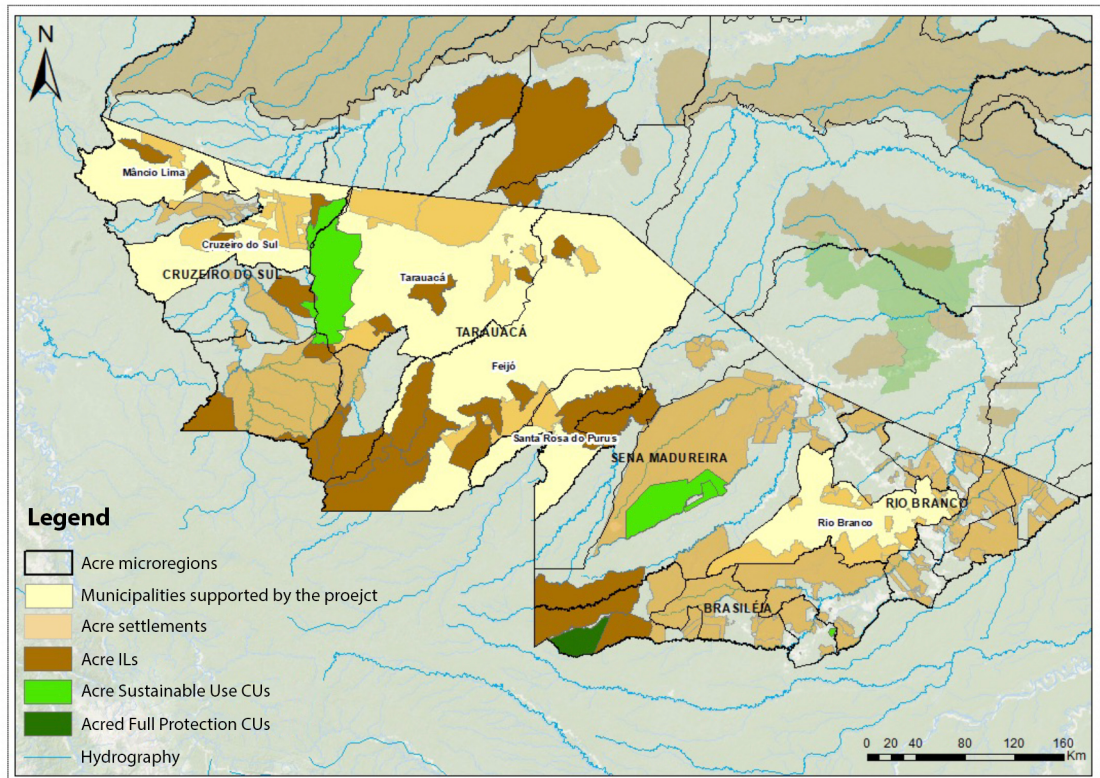 N
Mâncio Lima
Cruzeiro do Sul
CRUZEIRO DO SUL
Tarauacá
TARAUACÁ
Feijó
Santa Rosa do Purus
SENA MADUREIRA
RIO BRANCO
Rio Branco
BRASILÉIA
Legend
Acre microregions
Municipalities supported by the proejct
Acre settlements
Acre ILs
Acre Sustainable Use CUs
Acred Full Protection CUs
Hydrography
0 20 40 80 120 160
Km